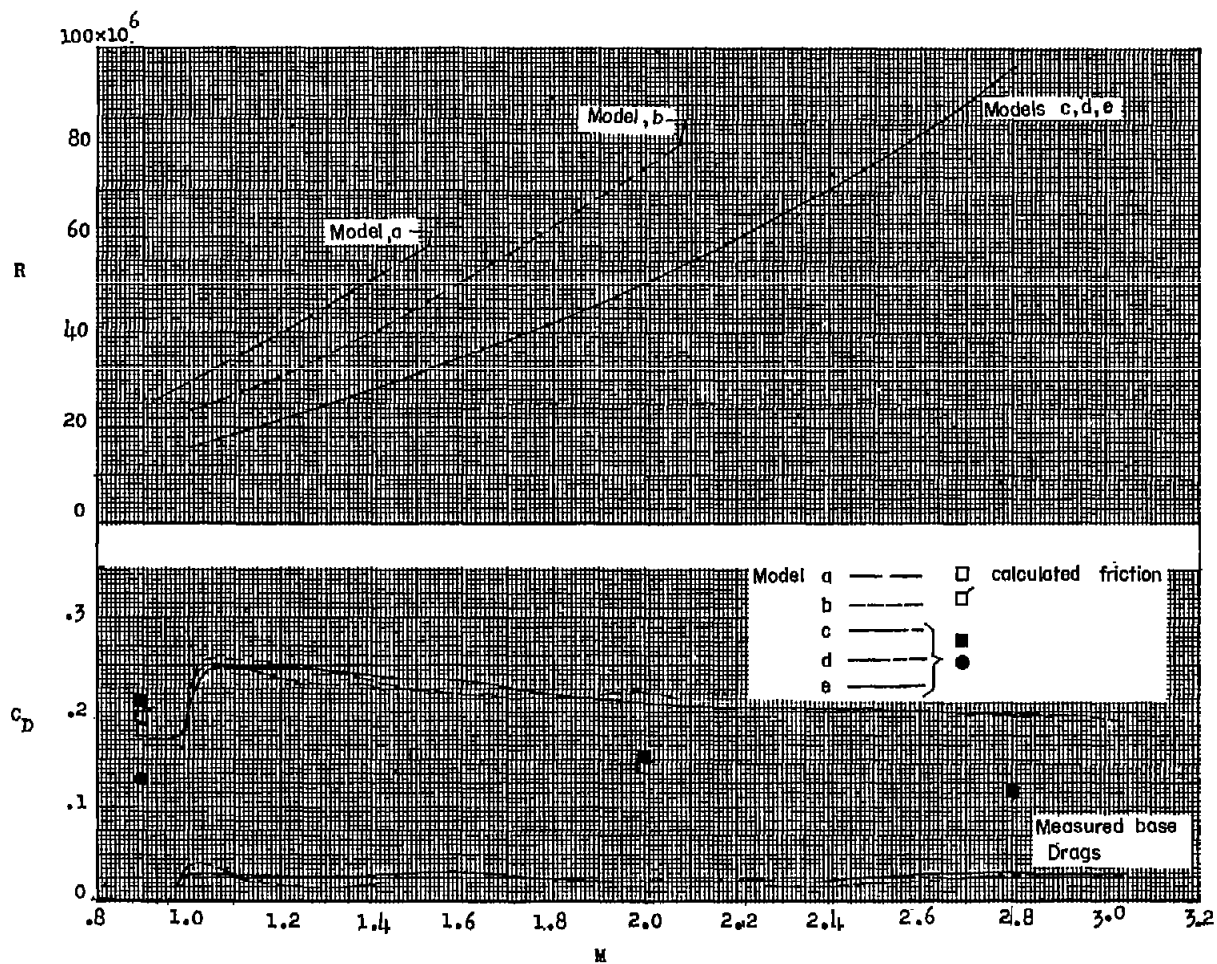 100×10⁶
80
60
40
20
0
R
Model,a
Model,b
Models c,d,e
.3
.2
.1
0
C_D
Model a □ calculated friction
b
c
d
e
Measured base
Drags
.8 1.0 1.2 1.4 1.6 1.8 2.0 2.2 2.4 2.6 2.8 3.0 3.2
M